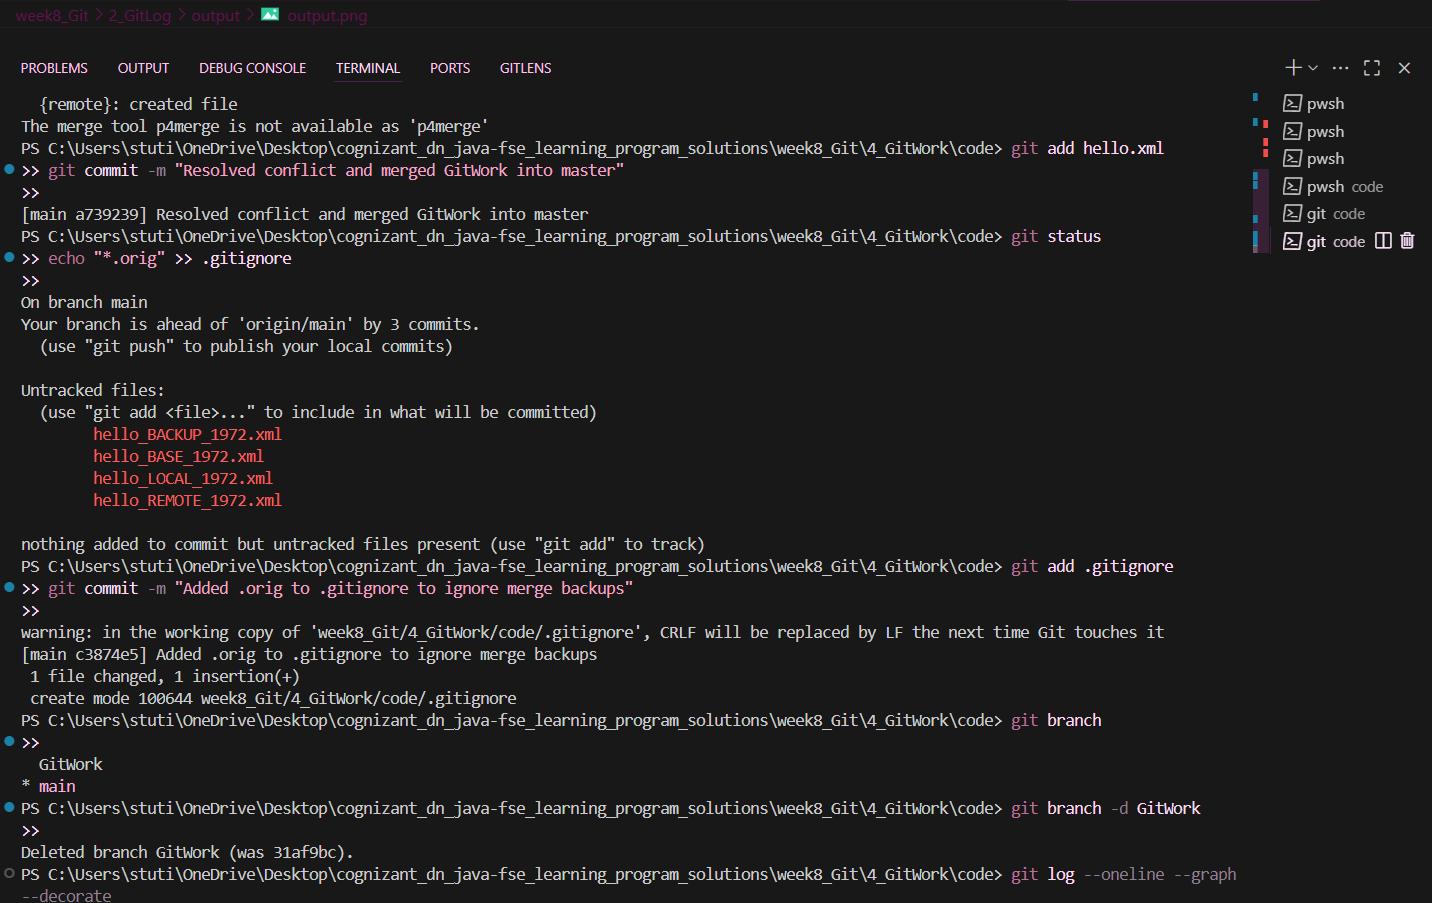 week8_Git > 2_GitLog > output > output.png
PROBLEMS OUTPUT DEBUG CONSOLE TERMINAL PORTS GITLENS
{remote}: created file
The merge tool p4merge is not available as 'p4merge'
PS C:\Users\stuti\OneDrive\Desktop\cognizant_dn_java-fse_learning_program_solutions\week8_Git\4_GitWork\code> git add hello.xml
>> git commit -m "Resolved conflict and merged GitWork into master"
>>
[main a739239] Resolved conflict and merged GitWork into master
PS C:\Users\stuti\OneDrive\Desktop\cognizant_dn_java-fse_learning_program_solutions\week8_Git\4_GitWork\code> git status
>> echo "*.orig" >> .gitignore
>>
On branch main
Your branch is ahead of 'origin/main' by 3 commits.
(use "git push" to publish your local commits)
Untracked files:
(use "git add <file>..." to include in what will be committed)
hello_BACKUP_1972.xml
hello_BASE_1972.xml
hello_LOCAL_1972.xml
hello_REMOTE_1972.xml
nothing added to commit but untracked files present (use "git add" to track)
PS C:\Users\stuti\OneDrive\Desktop\cognizant_dn_java-fse_learning_program_solutions\week8_Git\4_GitWork\code> git add .gitignore
>> git commit -m "Added .orig to .gitignore to ignore merge backups"
>>
warning: in the working copy of 'week8_Git/4_GitWork/code/.gitignore', CRLF will be replaced by LF the next time Git touches it
[main c3874e5] Added .orig to .gitignore to ignore merge backups
1 file changed, 1 insertion(+)
create mode 100644 week8_Git/4_GitWork/code/.gitignore
PS C:\Users\stuti\OneDrive\Desktop\cognizant_dn_java-fse_learning_program_solutions\week8_Git\4_GitWork\code> git branch
>>
GitWork
* main
PS C:\Users\stuti\OneDrive\Desktop\cognizant_dn_java-fse_learning_program_solutions\week8_Git\4_GitWork\code> git branch -d GitWork
>>
Deleted branch GitWork (was 31af9bc).
PS C:\Users\stuti\OneDrive\Desktop\cognizant_dn_java-fse_learning_program_solutions\week8_Git\4_GitWork\code> git log --oneline --graph
--decorate
pwsh
pwsh
pwsh
pwsh code
git code
git code